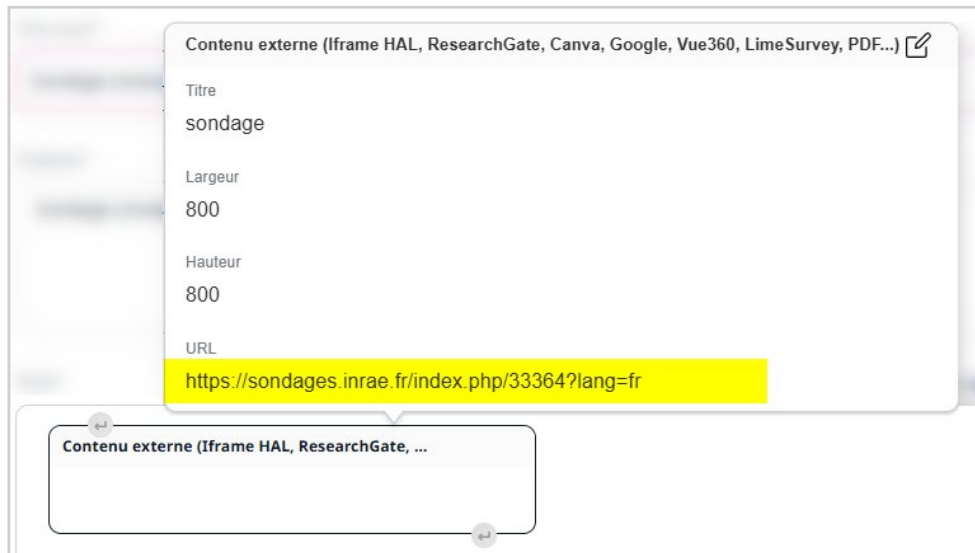 Contenu externe (Iframe HAL, ResearchGate, Canva, Google, Vue360, LimeSurvey, PDF...)
Titre
sondage
Largeur
800
Hauteur
800
URL
https://sondages.inrae.fr/index.php/33364?lang=fr
Contenu externe (Iframe HAL, ResearchGate, ...